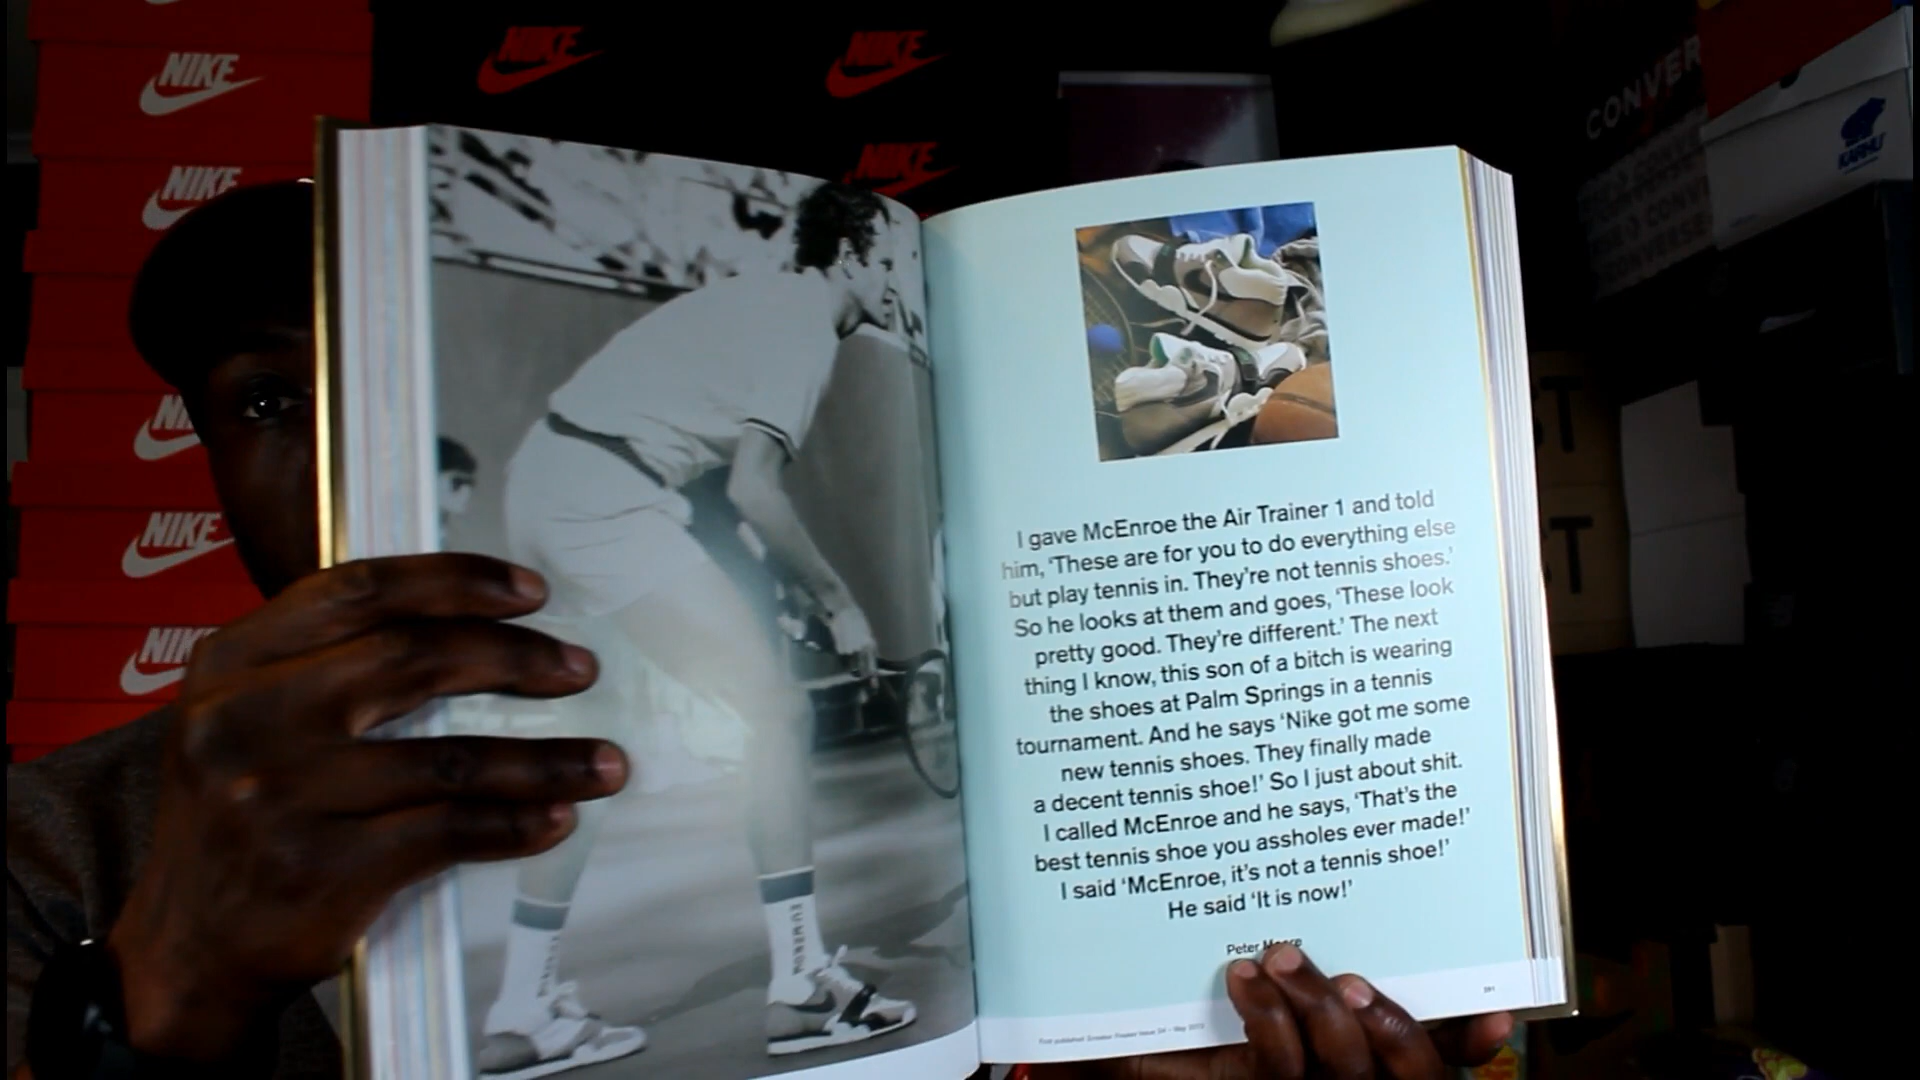 NIKE
NIKE
NIKE
NIKE
NIKE
NIKE
NIKE
NIKE
CONVER
KARHU
CONVERSE
I gave McEnroe the Air Trainer 1 and told
him, ‘These are for you to do everything else
but play tennis in. They’re not tennis shoes.’
So he looks at them and goes, ‘These look
pretty good. They’re different.’ The next
thing I know, this son of a bitch is wearing
the shoes at Palm Springs in a tennis
tournament. And he says ‘Nike got me some
new tennis shoes. They finally made
a decent tennis shoe!’ So I just about shit.
I called McEnroe and he says, ‘That’s the
best tennis shoe you assholes ever made!’
I said ‘McEnroe, it’s not a tennis shoe!’
He said ‘It is now!’
Peter Moore